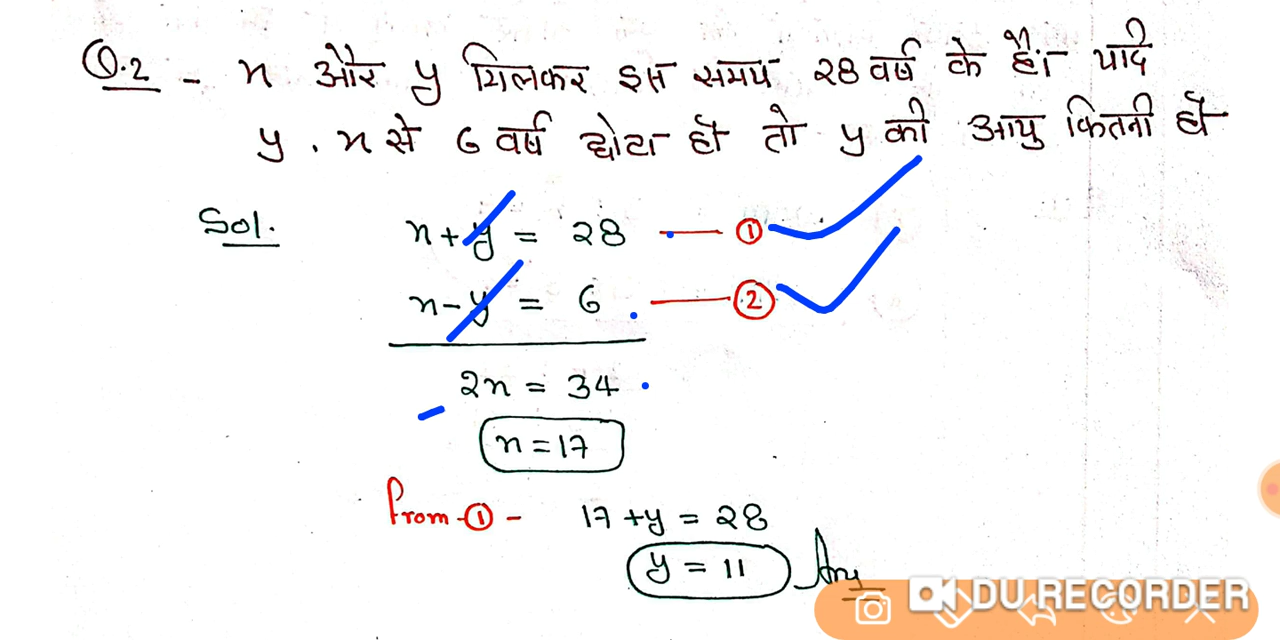 Q.2 - x और y मिलकर इस समय 28 वर्ष के हैं। यदि
y, x से 6 वर्ष छोटा हो तो y की आयु कितनी हो
Sol. x+y = 28 — ①
x-y = 6 — ②
2x = 34
x = 17
From -① - 17 + y = 28
y = 11 Ans
DU RECORDER